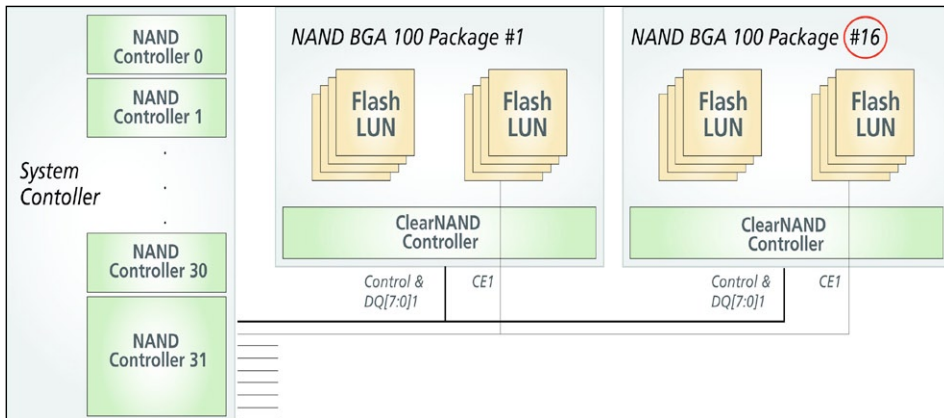 NAND
Controller 0
NAND
Controller 1
System
Contoller
NAND
Controller 30
NAND
Controller 31
NAND BGA 100 Package #1
Flash
LUN
Flash
LUN
ClearNAND
Controller
Control &
DQ[7:0]1
CE1
NAND BGA 100 Package #16
Flash
LUN
Flash
LUN
ClearNAND
Controller
Control &
DQ[7:0]1
CE1